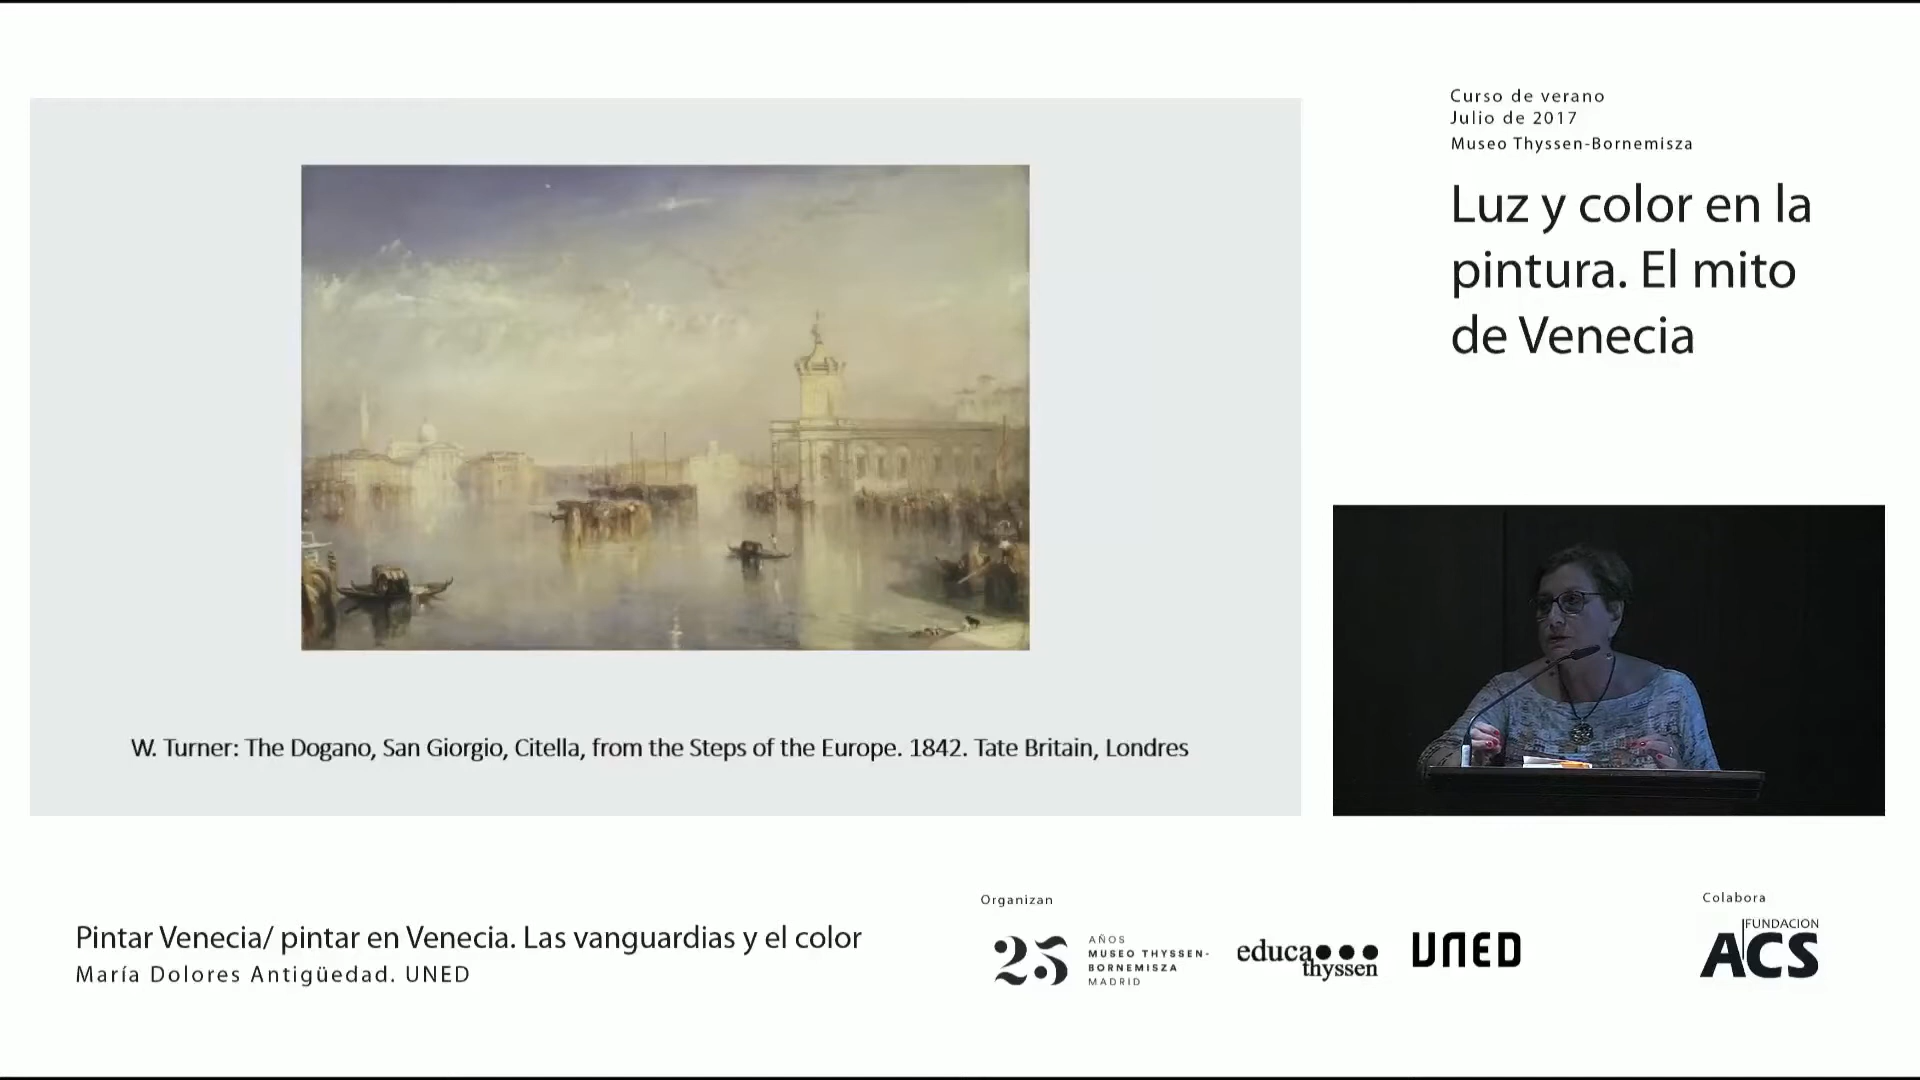 Curso de verano
Julio de 2017
Museo Thyssen-Bornemisza
Luz y color en la
pintura. El mito
de Venecia
W. Turner: The Dogano, San Giorgio, Citella, from the Steps of the Europe. 1842. Tate Britain, Londres
Pintar Venecia/ pintar en Venecia. Las vanguardias y el color
María Dolores Antigüedad. UNED
Organizan
25
AÑOS
MUSEO THYSSEN-
BORNEMISZA
MADRID
educa
thyssen
UNED
Colabora
FUNDACION
ACS